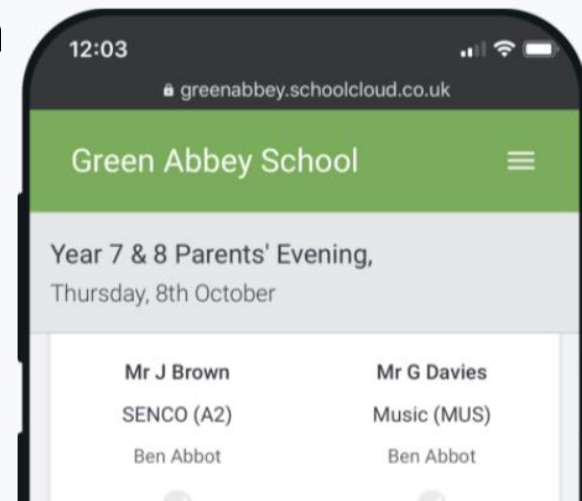 12:03
greenabbey.schoolcloud.co.uk
Green Abbey School
Year 7 & 8 Parents' Evening,
Thursday, 8th October
Mr J Brown Mr G Davies
SENCO (A2) Music (MUS)
Ben Abbot Ben Abbot